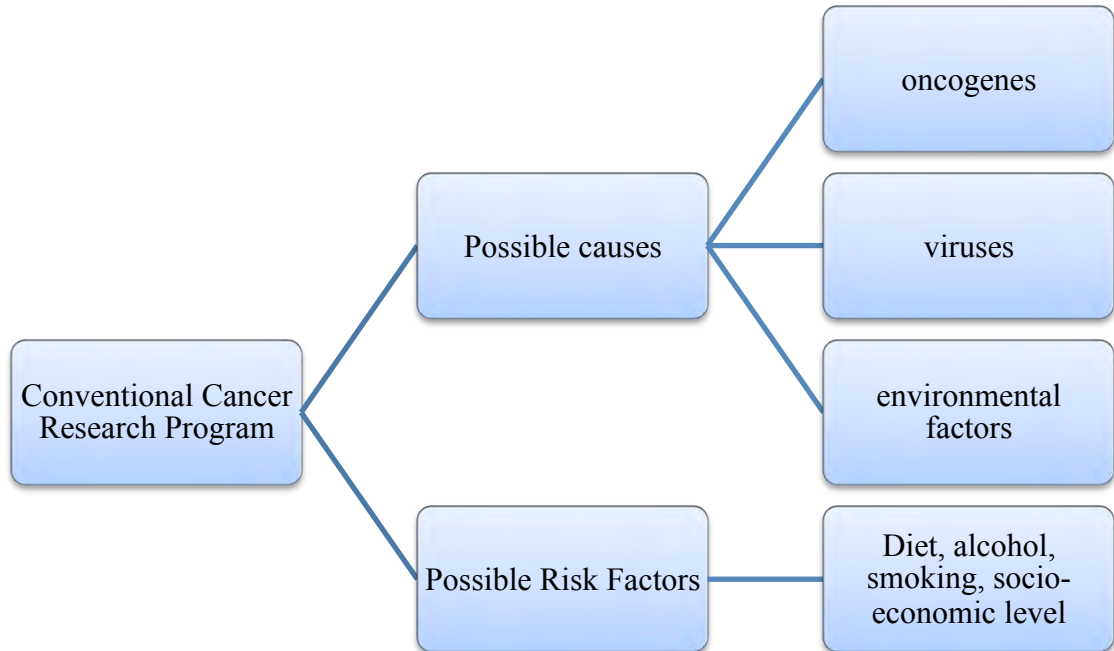 Conventional Cancer
Research Program
Possible causes
oncogenes
viruses
environmental
factors
Possible Risk Factors
Diet, alcohol,
smoking, socio-
economic level